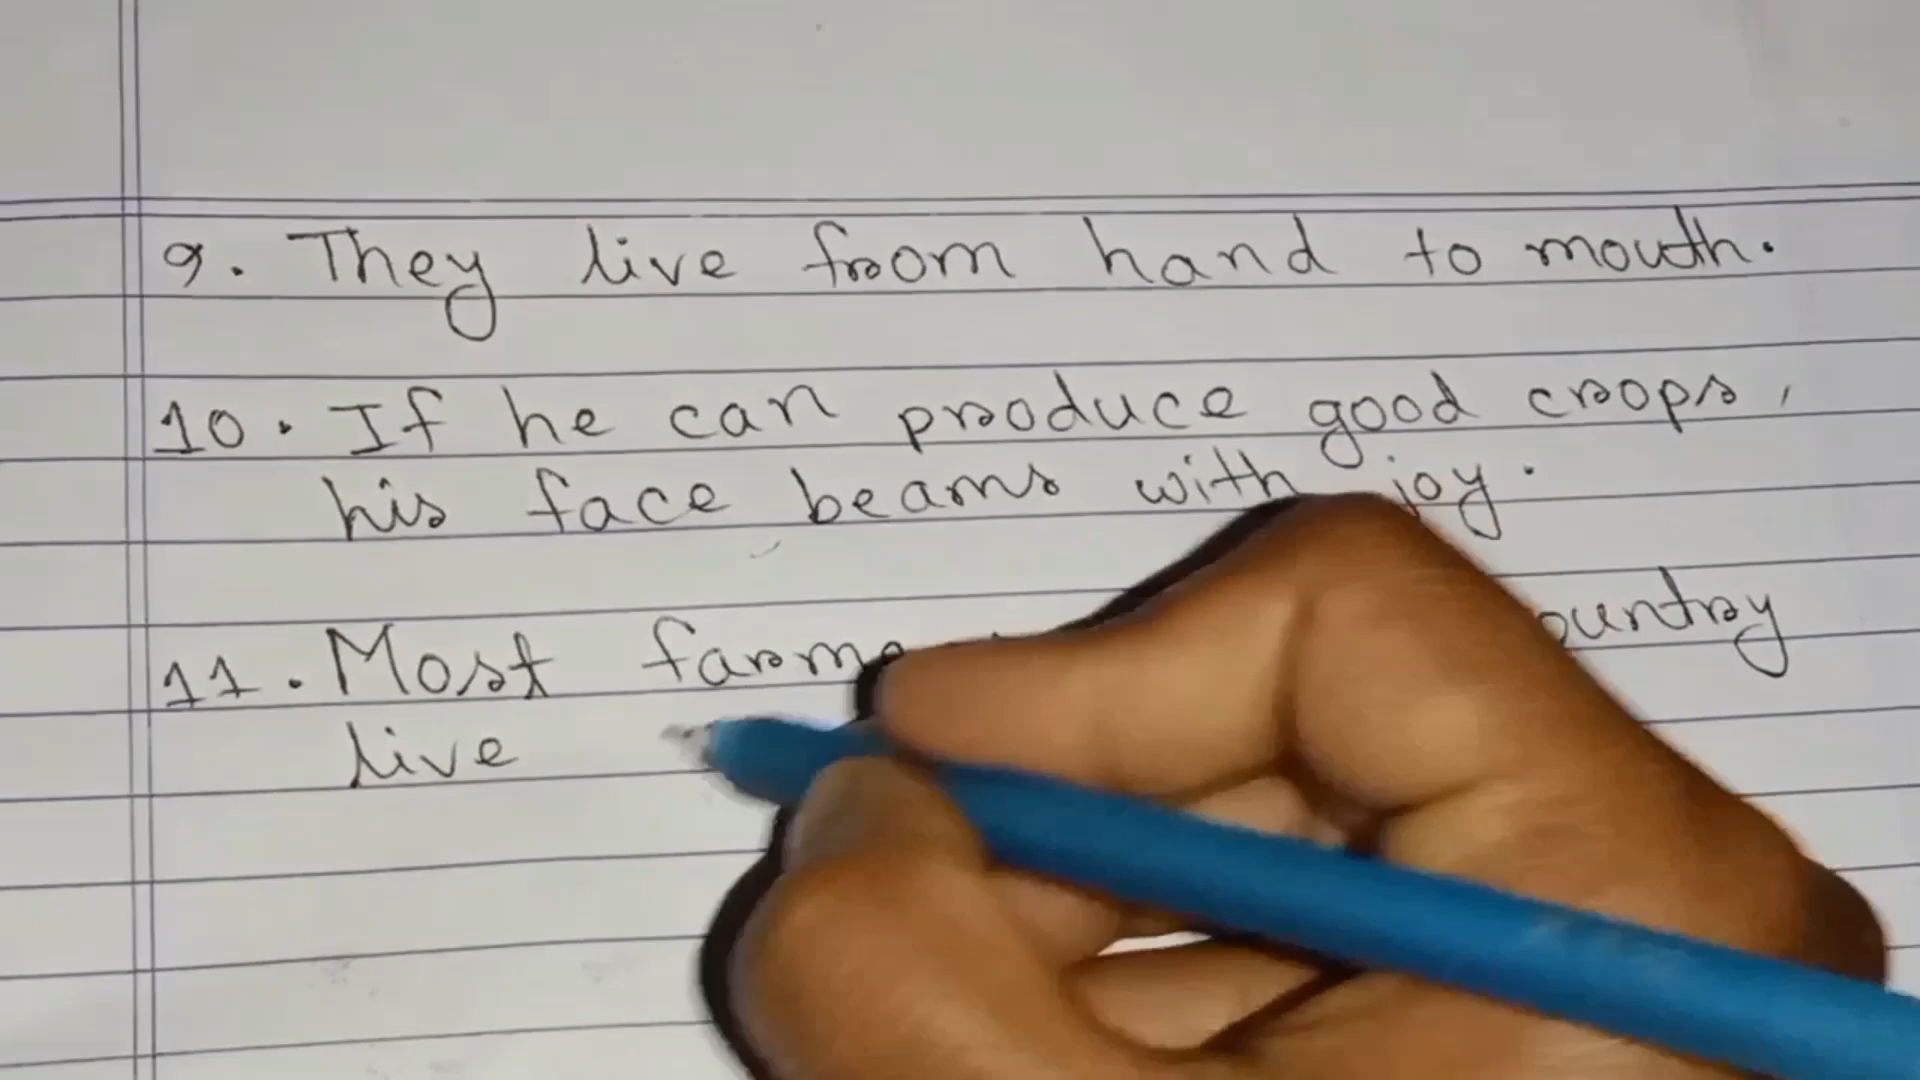 9. They live from hand to mouth.
10. If he can produce good crops,
his face beams with joy.
11. Most
live